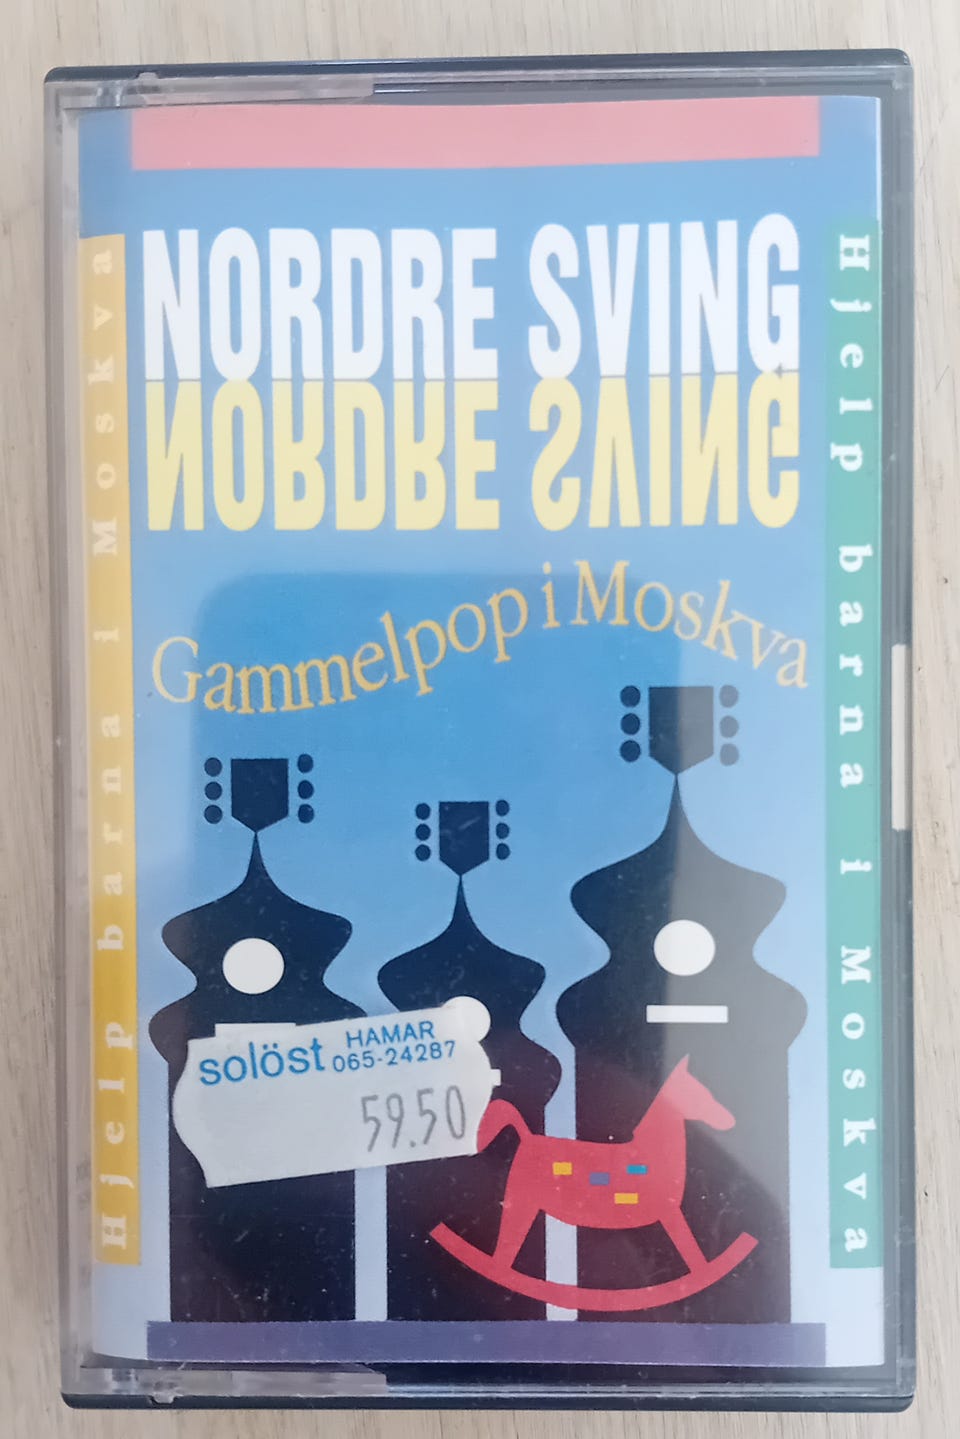 NORDRE SVING
NORDRE SVING
Gammelpop i Moskva
Hjelp barna i Moskva
Hjelp barna i Moskva
solöst HAMAR
065-24287
59.50